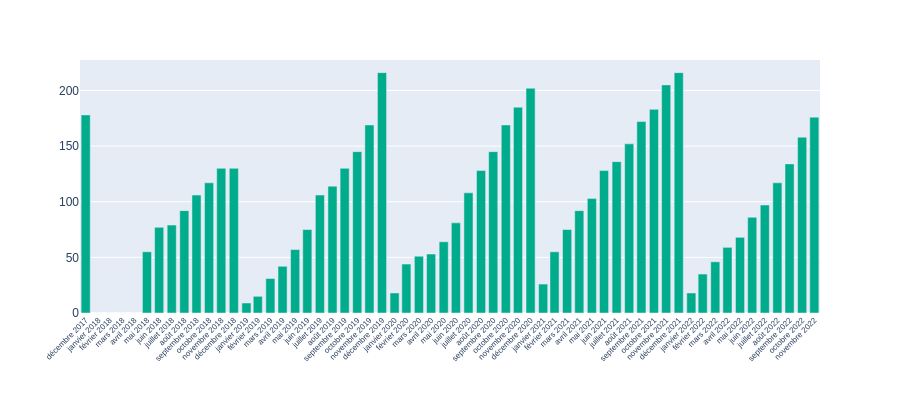 200
150
100
50
0
décembre 2017
janvier 2018
février 2018
mars 2018
avril 2018
mai 2018
juin 2018
juillet 2018
août 2018
septembre 2018
octobre 2018
novembre 2018
décembre 2018
janvier 2019
février 2019
mars 2019
avril 2019
mai 2019
juin 2019
juillet 2019
août 2019
septembre 2019
octobre 2019
novembre 2019
décembre 2019
janvier 2020
février 2020
mars 2020
avril 2020
mai 2020
juin 2020
juillet 2020
août 2020
septembre 2020
octobre 2020
novembre 2020
décembre 2020
janvier 2021
février 2021
mars 2021
avril 2021
mai 2021
juin 2021
juillet 2021
août 2021
septembre 2021
octobre 2021
novembre 2021
décembre 2021
janvier 2022
février 2022
mars 2022
avril 2022
mai 2022
juin 2022
juillet 2022
août 2022
septembre 2022
octobre 2022
novembre 2022